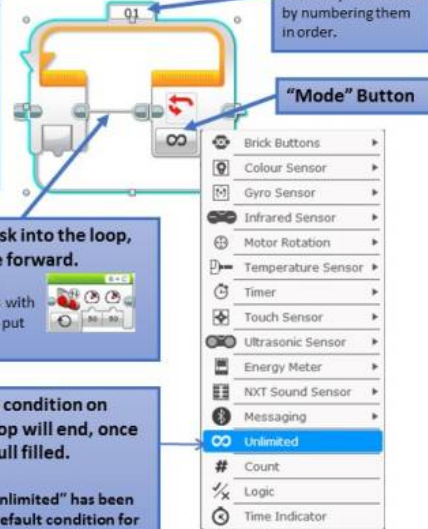 by numbering them
in order.
01
"Mode" Button
Brick Buttons
Colour Sensor
Gyro Sensor
Infrared Sensor
Motor Rotation
Temperature Sensor
Timer
Touch Sensor
Ultrasonic Sensor
Energy Meter
NXT Sound Sensor
Messaging
Unlimited
# Count
Logic
Time Indicator
sk into the loop,
e forward.
with
put
B + C
50 50
condition on
op will end, once
ull filled.
nlimited" has been
efault condition for